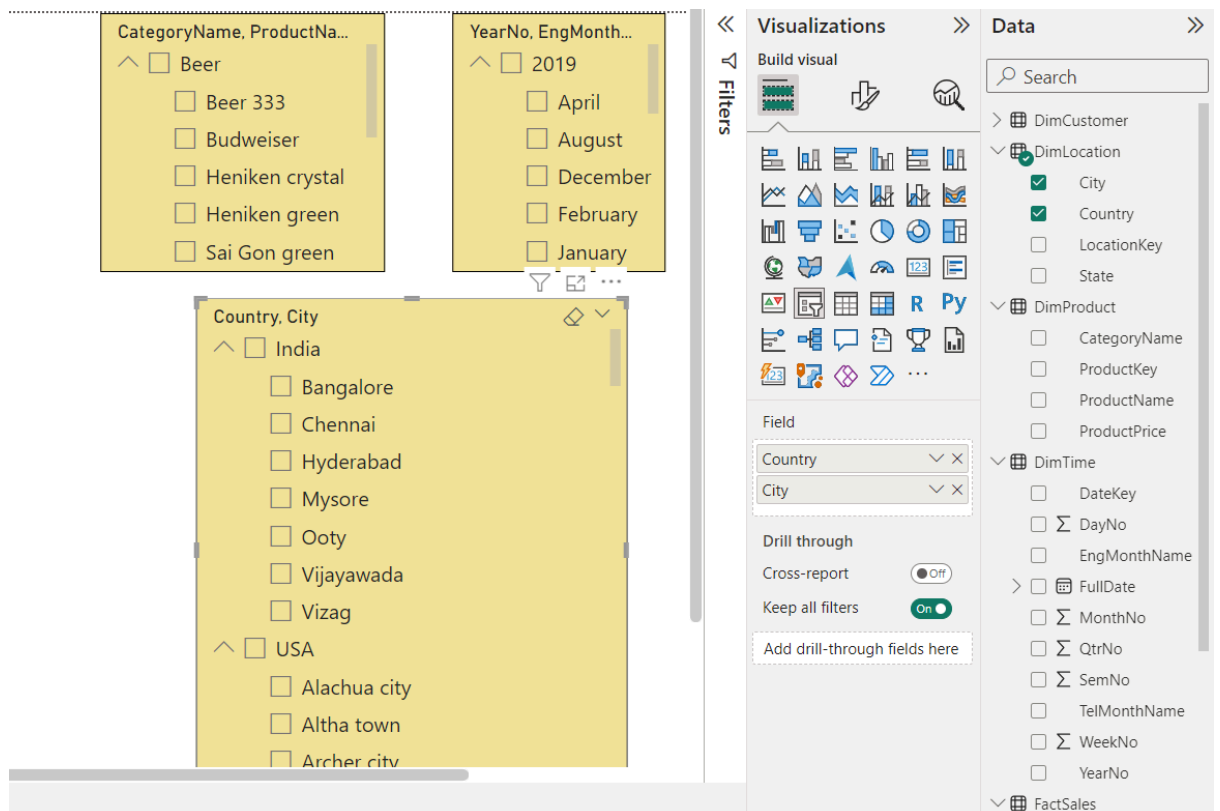 CategoryName, ProductNa...
Beer
Beer 333
Budweiser
Heniken crystal
Heniken green
Sai Gon green
YearNo, EngMonth...
2019
April
August
December
February
January
Country, City
India
Bangalore
Chennai
Hyderabad
Mysore
Ooty
Vijayawada
Vizag
USA
Alachua city
Altha town
Archer city
Filters
Visualizations
Build visual
123
R
Py
123
Field
Country
City
Drill through
Cross-report
Off
Keep all filters
On
Add drill-through fields here
Data
Search
DimCustomer
DimLocation
City
Country
LocationKey
State
DimProduct
CategoryName
ProductKey
ProductName
ProductPrice
DimTime
DateKey
∑ DayNo
EngMonthName
FullDate
∑ MonthNo
∑ QtrNo
∑ SemNo
TelMonthName
∑ WeekNo
YearNo
FactSales